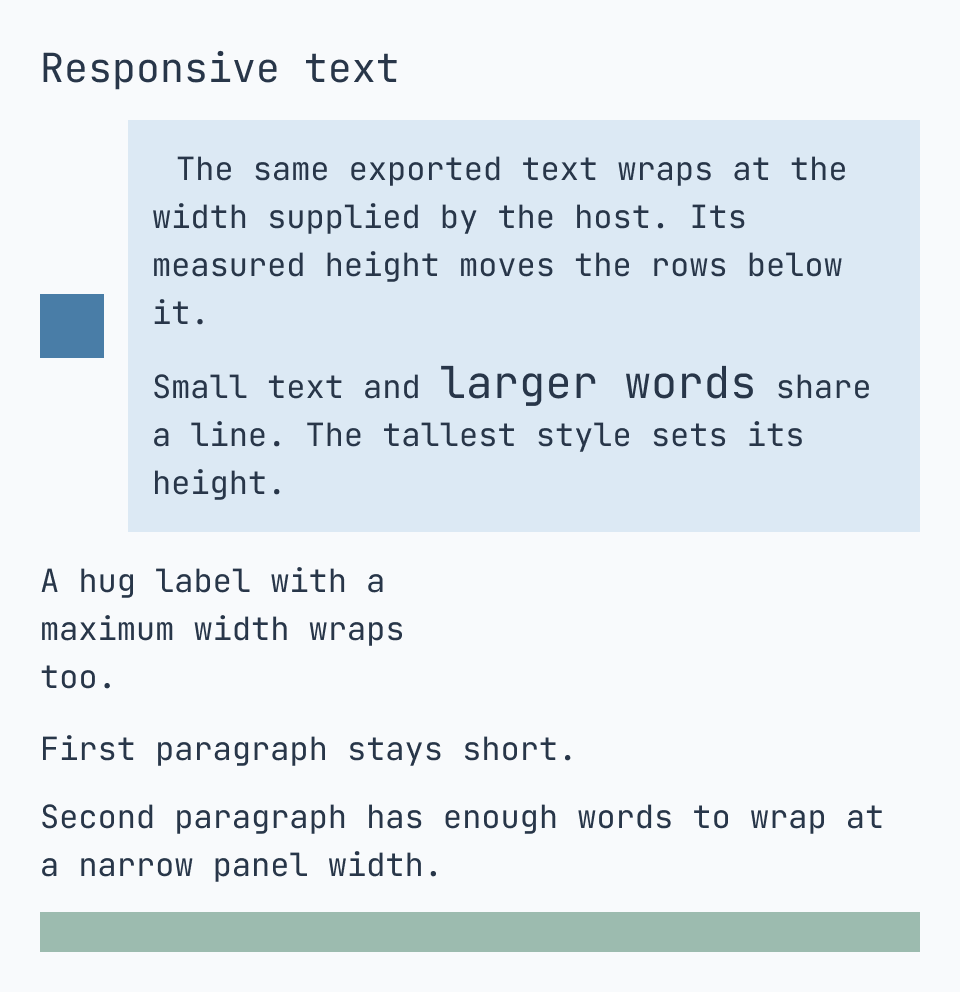 Responsive text
The same exported text wraps at the
width supplied by the host. Its
measured height moves the rows below
it.
Small text and larger words share
a line. The tallest style sets its
height.
A hug label with a
maximum width wraps
too.
First paragraph stays short.
Second paragraph has enough words to wrap at
a narrow panel width.